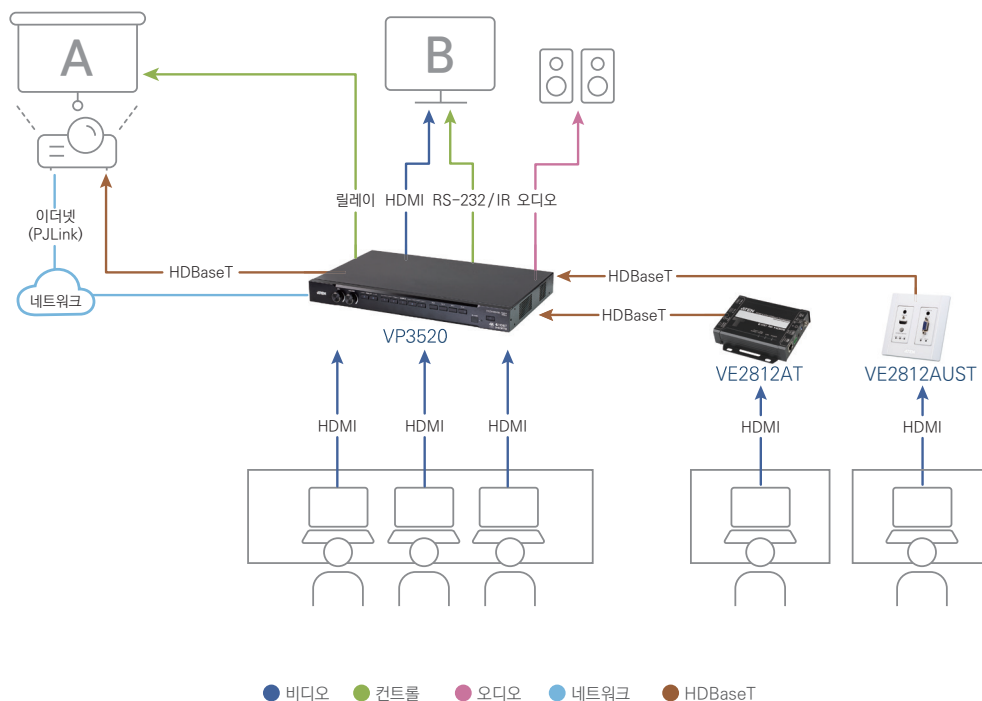 A
B
릴레이
HDMI
RS-232/IR
오디오
이더넷
(PJLink)
HDBaseT
HDBaseT
네트워크
HDBaseT
VP3520
VE2812AT
VE2812AUST
HDMI
HDMI
HDMI
HDMI
HDMI
비디오
컨트롤
오디오
네트워크
HDBaseT